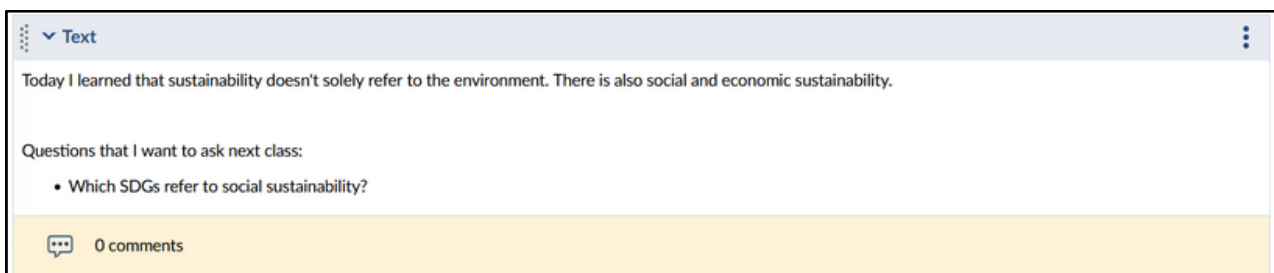 Text
Today I learned that sustainability doesn't solely refer to the environment. There is also social and economic sustainability.
Questions that I want to ask next class:
• Which SDGs refer to social sustainability?
0 comments